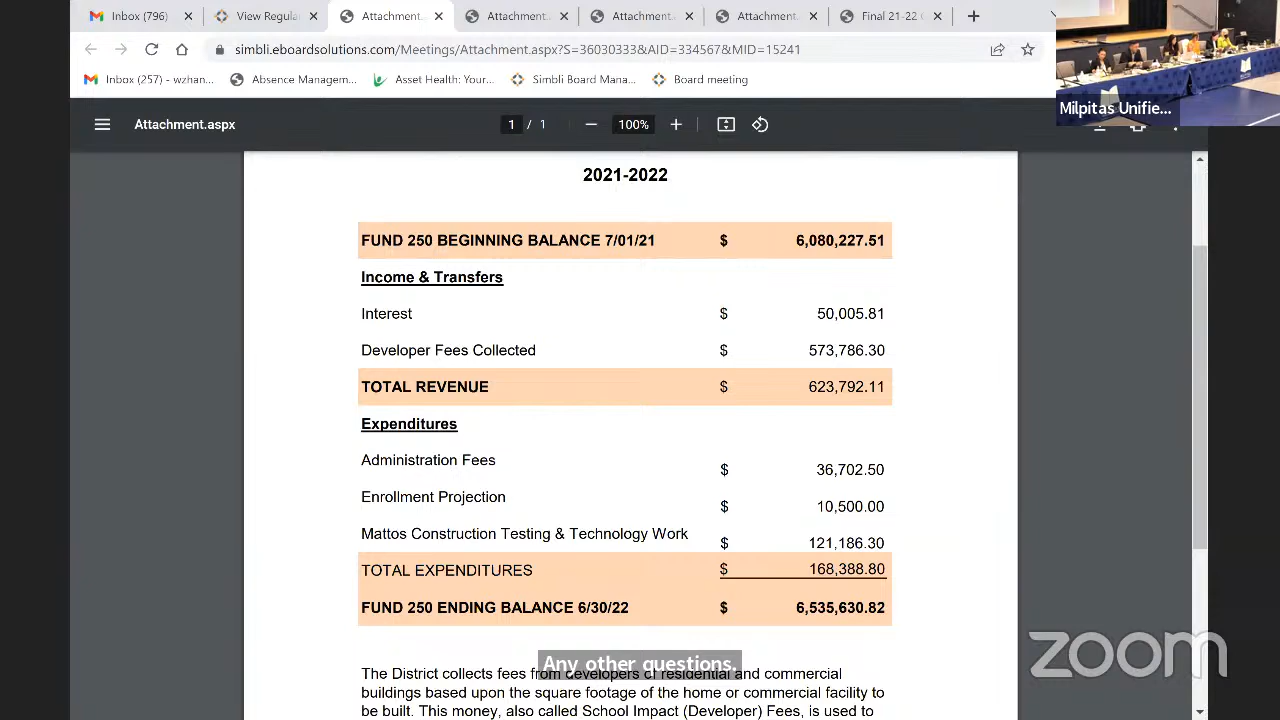 Inbox (796)
View Regular
Attachment.
Attachment.
Attachment.
Attachment.
Final 21-22 C
simbli.eboardsolutions.com/Meetings/Attachment.aspx?S=36030333&AID=334567&MID=15241
Inbox (257) - wzhan...
Absence Managem...
Asset Health: Your...
Simbli Board Mana...
Board meeting
Milpitas Unifie...
Attachment.aspx
1 / 1
100%
2021-2022
FUND 250 BEGINNING BALANCE 7/01/21 $ 6,080,227.51
Income & Transfers
Interest $ 50,005.81
Developer Fees Collected $ 573,786.30
TOTAL REVENUE $ 623,792.11
Expenditures
Administration Fees $ 36,702.50
Enrollment Projection $ 10,500.00
Mattos Construction Testing & Technology Work $ 121,186.30
TOTAL EXPENDITURES $ 168,388.80
FUND 250 ENDING BALANCE 6/30/22 $ 6,535,630.82
Any other questions,
The District collects fees from developers of residential and commercial
buildings based upon the square footage of the home or commercial facility to
be built. This money, also called School Impact (Developer) Fees, is used to
zoom